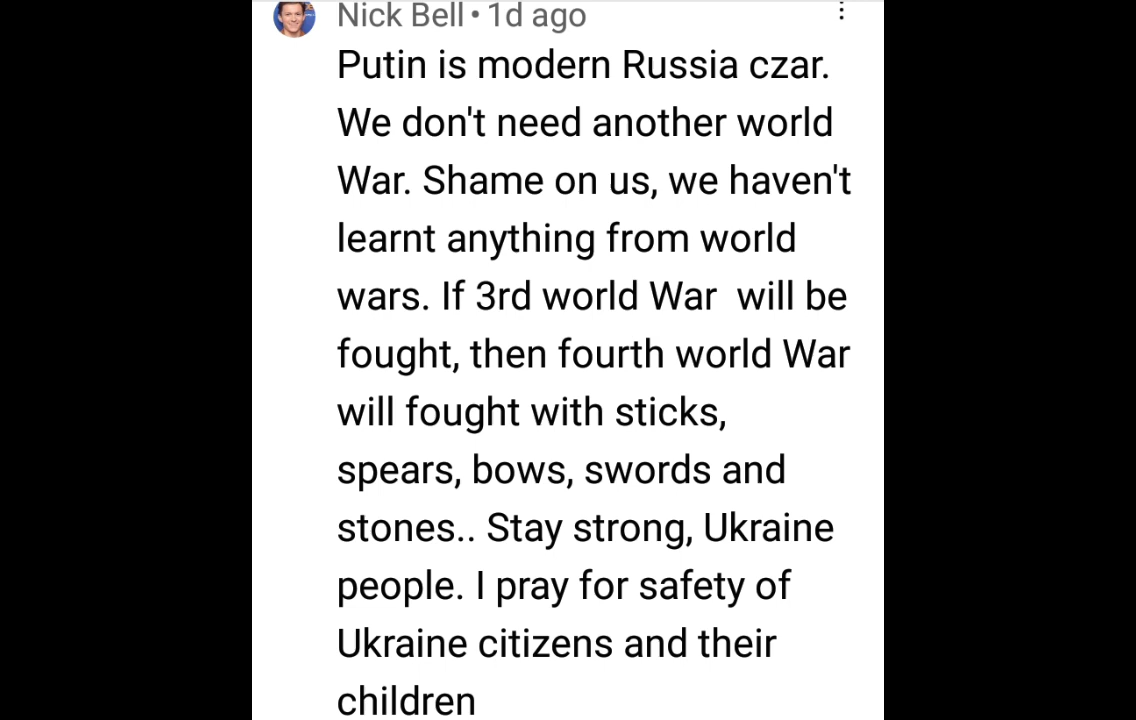 Nick Bell • 1d ago
Putin is modern Russia czar.
We don't need another world
War. Shame on us, we haven't
learnt anything from world
wars. If 3rd world War  will be
fought, then fourth world War
will fought with sticks,
spears, bows, swords and
stones.. Stay strong, Ukraine
people. I pray for safety of
Ukraine citizens and their
children